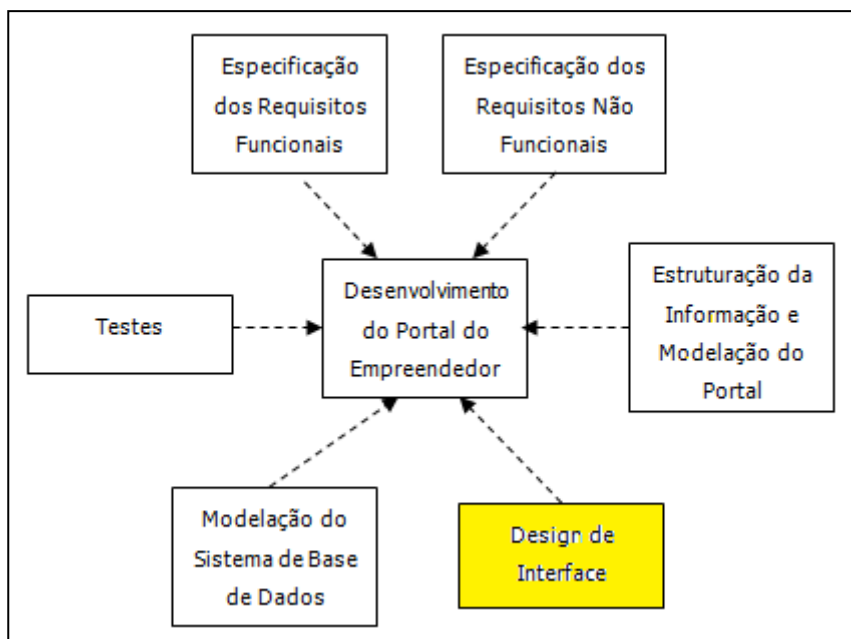 Especificação
dos Requisitos
Funcionais
Especificação dos
Requisitos Não
Funcionais
Testes
Desenvolvimento
do Portal do
Empreendedor
Estruturação da
Informação e
Modelação do
Portal
Modelação do
Sistema de Base
de Dados
Design de
Interface